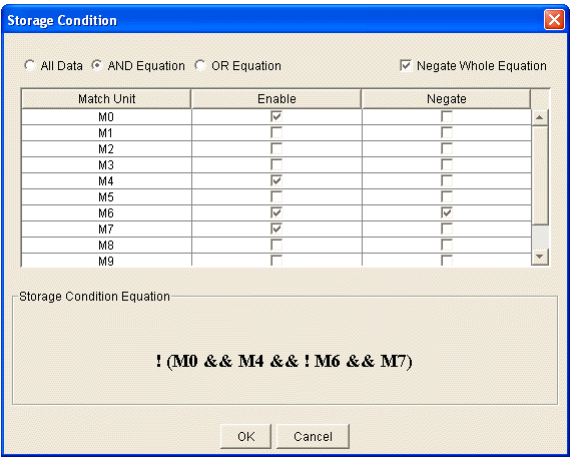 Storage Condition
All Data AND Equation OR Equation Negate Whole Equation
Match Unit Enable Negate
M0
M1
M2
M3
M4
M5
M6
M7
M8
M9
Storage Condition Equation
! (M0 && M4 && ! M6 && M7)
OK Cancel